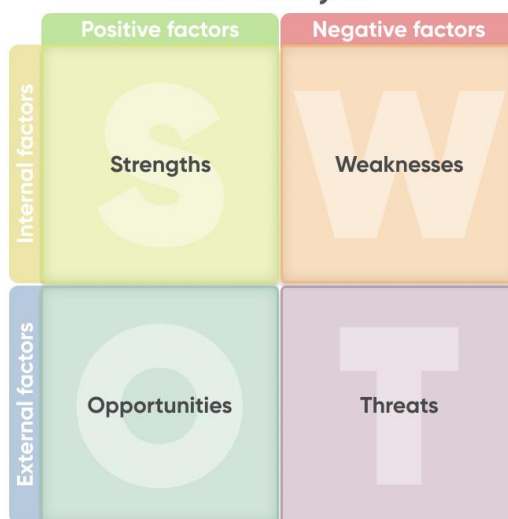 Positive factors
Negative factors
Internal factors
S
Strengths
W
Weaknesses
External factors
O
Opportunities
T
Threats